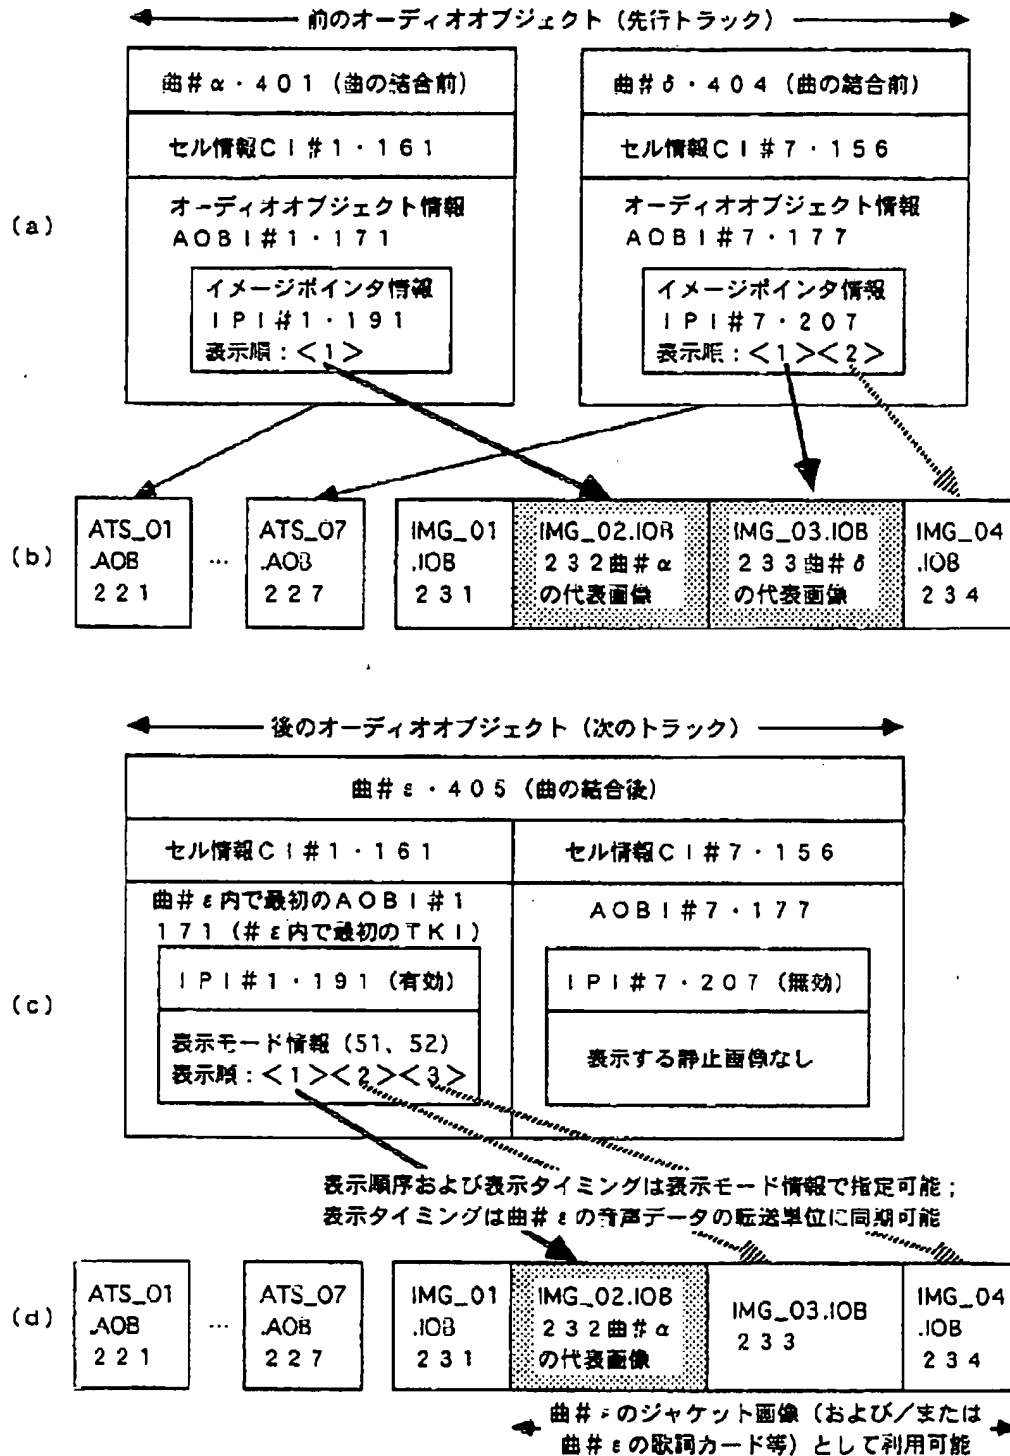 前のオーディオオブジェクト（先行トラック）
曲＃α・４０１（曲の結合前）
曲＃δ・４０４（曲の結合前）
セル情報ＣＩ＃１・１６１
セル情報ＣＩ＃７・１５６
(a)
オーディオオブジェクト情報
ＡＯＢＩ＃１・１７１
オーディオオブジェクト情報
ＡＯＢＩ＃７・１７７
イメージポインタ情報
ＩＰＩ＃１・１９１
表示順：＜１＞
イメージポインタ情報
ＩＰＩ＃７・２０７
表示順：＜１＞＜２＞
(b)
ATS_01
.AOB
２２１
…
ATS_07
.AOB
２２７
IMG_01
.IOB
２３１
IMG_02.IOB
２３２曲＃α
の代表画像
IMG_03.IOB
２３３曲＃δ
の代表画像
IMG_04
.IOB
２３４
後のオーディオオブジェクト（次のトラック）
曲＃ε・４０５（曲の結合後）
セル情報ＣＩ＃１・１６１
セル情報ＣＩ＃７・１５６
(c)
曲＃ε内で最初のＡＯＢＩ＃１
１７１（＃ε内で最初のＴＫＩ）
ＡＯＢＩ＃７・１７７
ＩＰＩ＃１・１９１（有効）
表示モード情報（S1、S2）
表示順：＜１＞＜２＞＜３＞
ＩＰＩ＃７・２０７（無効）
表示する静止画像なし
表示順序および表示タイミングは表示モード情報で指定可能；
表示タイミングは曲＃εの音声データの転送単位に同期可能
(d)
ATS_01
.AOB
２２１
…
ATS_07
.AOB
２２７
IMG_01
.IOB
２３１
IMG_02.IOB
２３２曲＃α
の代表画像
IMG_03.IOB
２３３
IMG_04
.IOB
２３４
曲＃εのジャケット画像（および／または
曲＃εの歌詞カード等）として利用可能